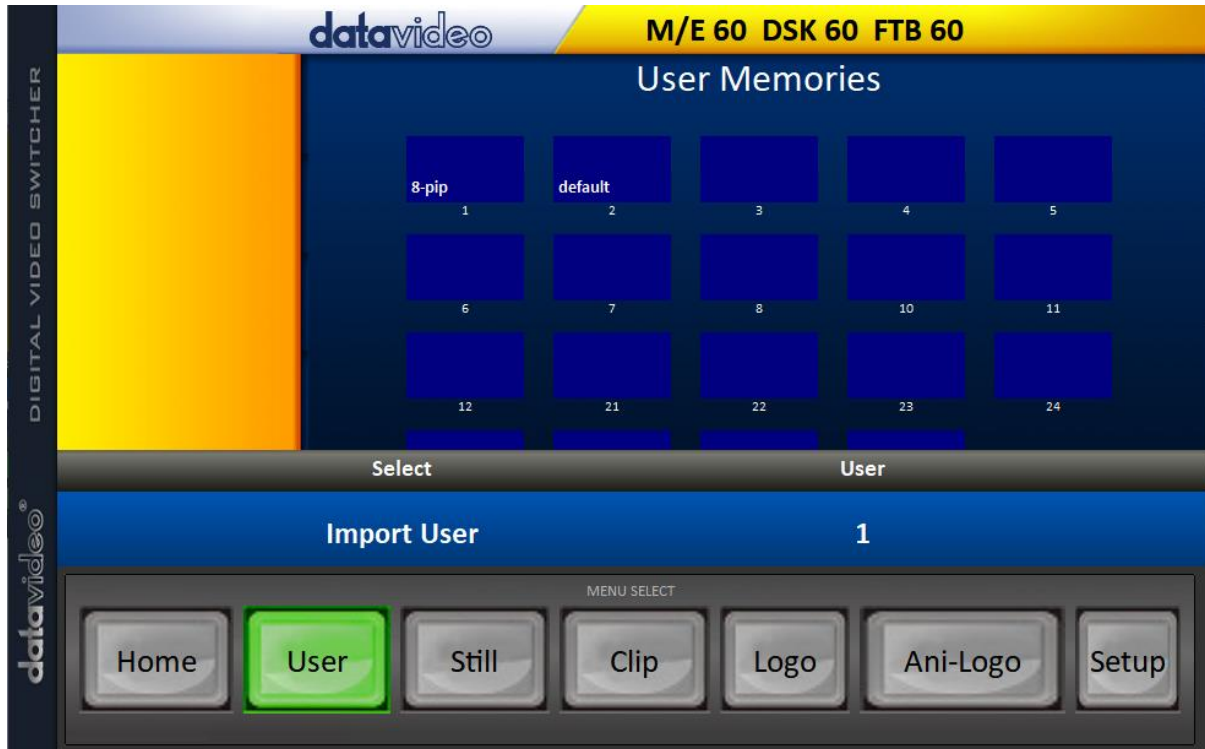 datavideo
M/E 60 DSK 60 FTB 60
DIGITAL VIDEO SWITCHER
datavideo®
User Memories
8-pip
default
1
2
3
4
5
6
7
8
10
11
12
21
22
23
24
Select
User
Import User
1
MENU SELECT
Home
User
Still
Clip
Logo
Ani-Logo
Setup